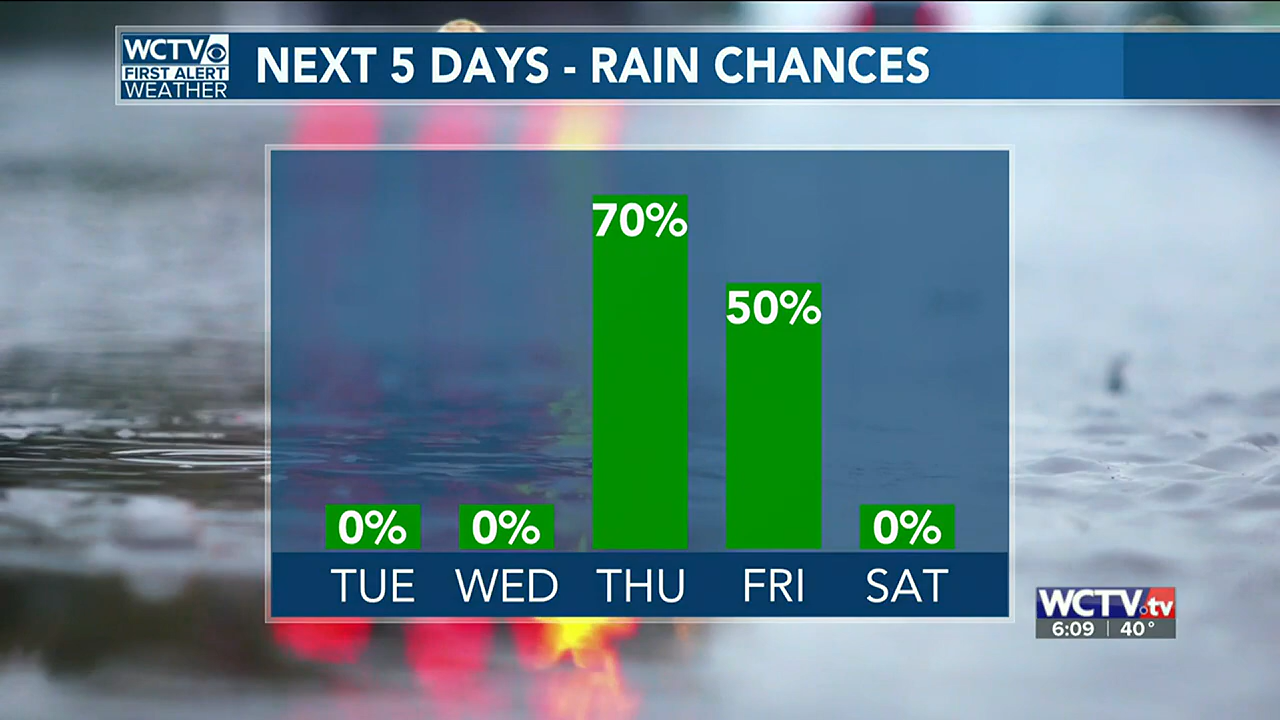 WCTV
FIRST ALERT
WEATHER
NEXT 5 DAYS - RAIN CHANCES
70%
50%
0% 0% 0%
TUE WED THU FRI SAT
WCTV.tv
6:09 | 40°